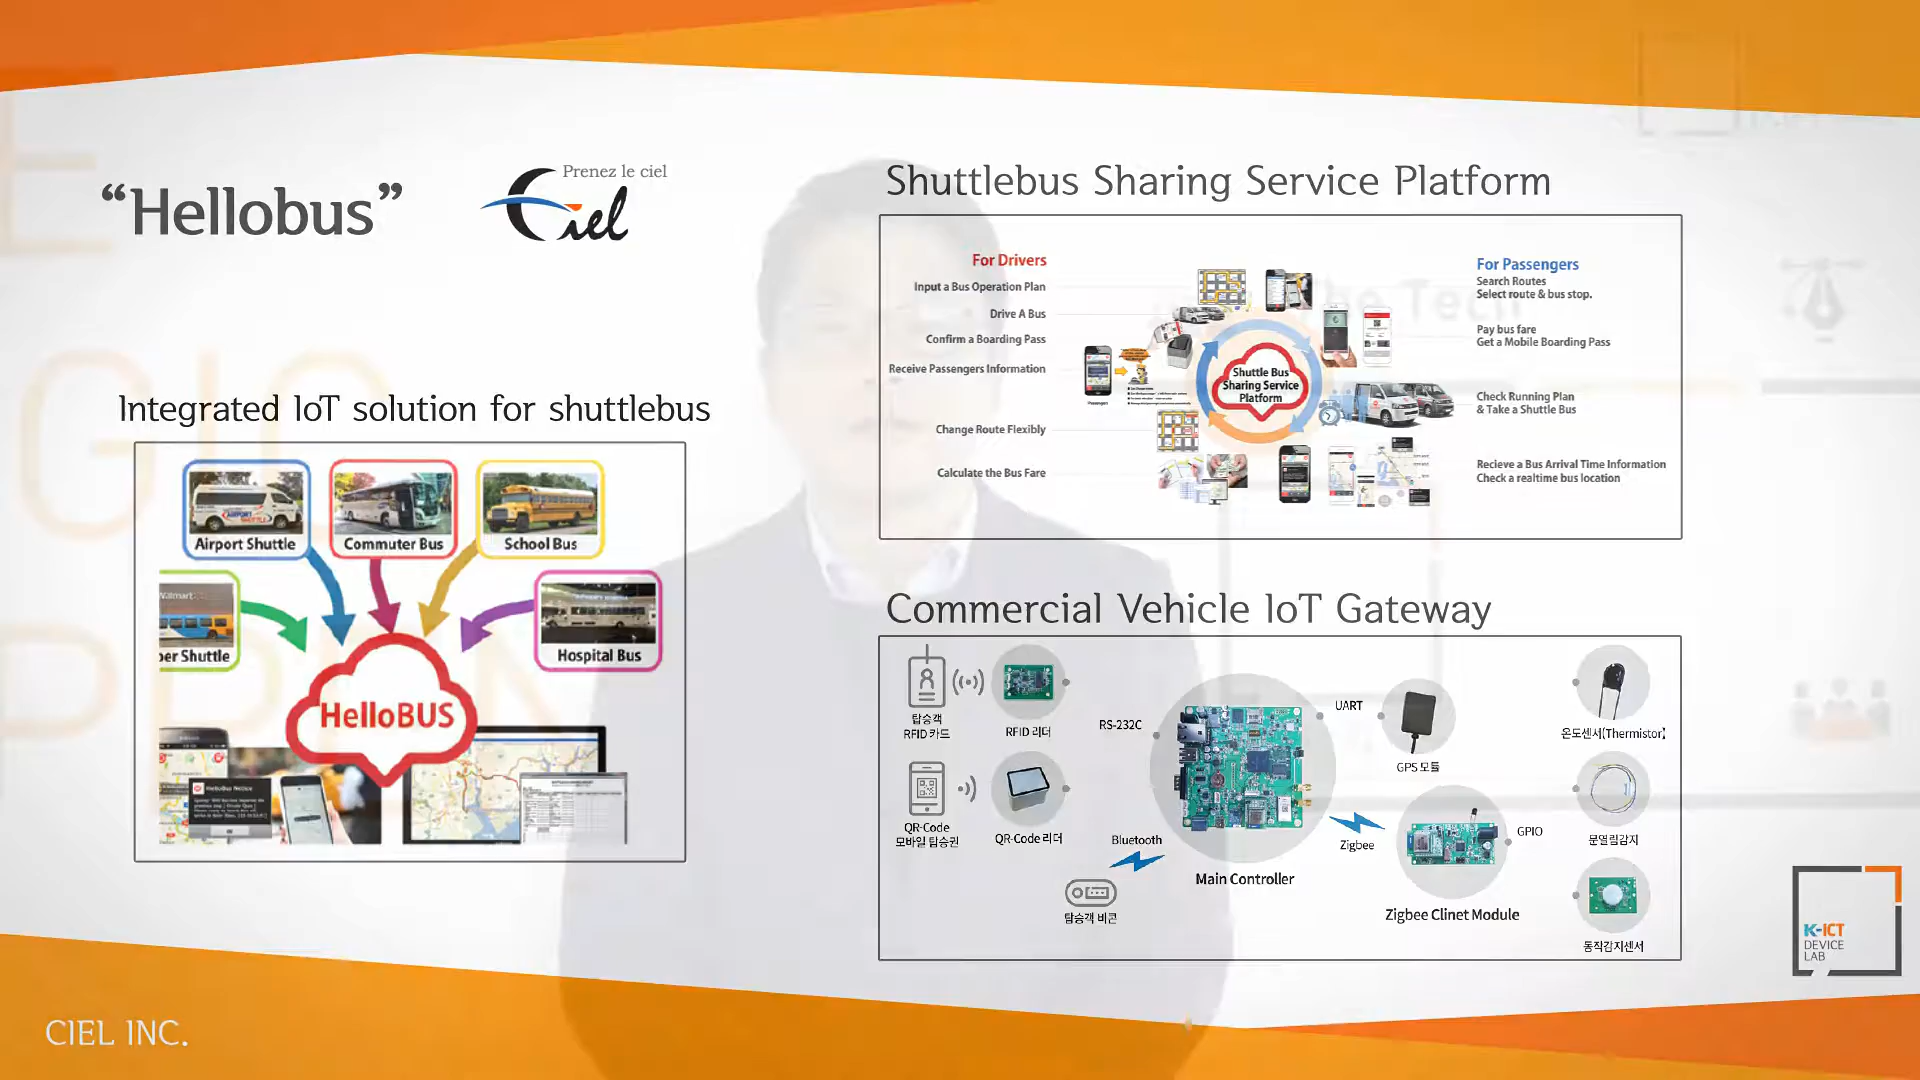 “Hellobus”
Prenez le ciel
Ciel
Integrated IoT solution for shuttlebus
Airport Shuttle
Commuter Bus
School Bus
per Shuttle
Hospital Bus
HelloBUS
HelloBus Notice
Shuttlebus Sharing Service Platform
For Drivers
Input a Bus Operation Plan
Drive A Bus
Confirm a Boarding Pass
Receive Passengers Information
Change Route Flexibly
Calculate the Bus Fare
Shuttle Bus
Sharing Service
Platform
For Passengers
Search Routes
Select route & bus stop.
Pay bus fare
Get a Mobile Boarding Pass
Check Running Plan
& Take a Shuttle Bus
Recieve a Bus Arrival Time Information
Check a realtime bus location
Commercial Vehicle IoT Gateway
탑승객
RFID 카드
RFID 리더
QR-Code
모바일 탑승권
QR-Code 리더
RS-232C
Bluetooth
탑승객 비콘
Main Controller
UART
GPS 모듈
Zigbee
Zigbee Clinet Module
GPIO
온도센서(Thermistor)
문열림감지
동작감지센서
K-ICT
DEVICE
LAB
CIEL INC.